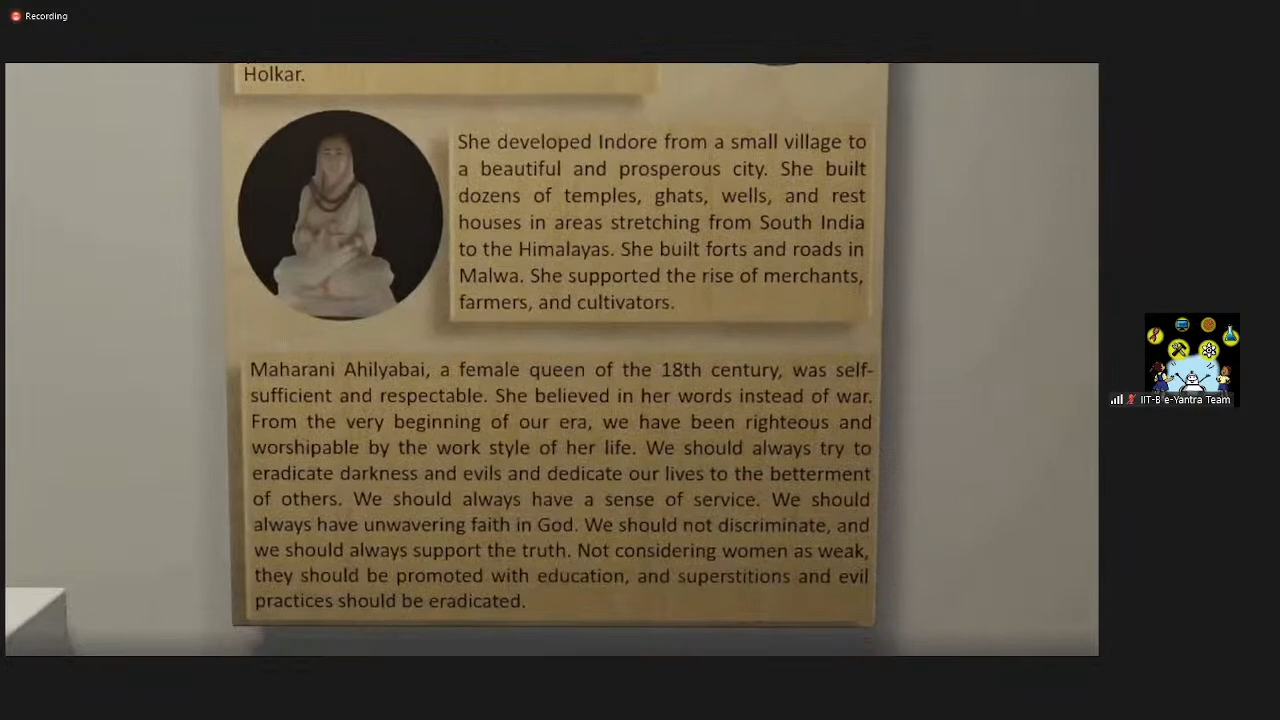 Recording
Holkar.
She developed Indore from a small village to
a beautiful and prosperous city. She built
dozens of temples, ghats, wells, and rest
houses in areas stretching from South India
to the Himalayas. She built forts and roads in
Malwa. She supported the rise of merchants,
farmers, and cultivators.
Maharani Ahilyabai, a female queen of the 18th century, was self-
sufficient and respectable. She believed in her words instead of war.
From the very beginning of our era, we have been righteous and
worshipable by the work style of her life. We should always try to
eradicate darkness and evils and dedicate our lives to the betterment
of others. We should always have a sense of service. We should
always have unwavering faith in God. We should not discriminate, and
we should always support the truth. Not considering women as weak,
they should be promoted with education, and superstitions and evil
practices should be eradicated.
IIT-B e-Yantra Team